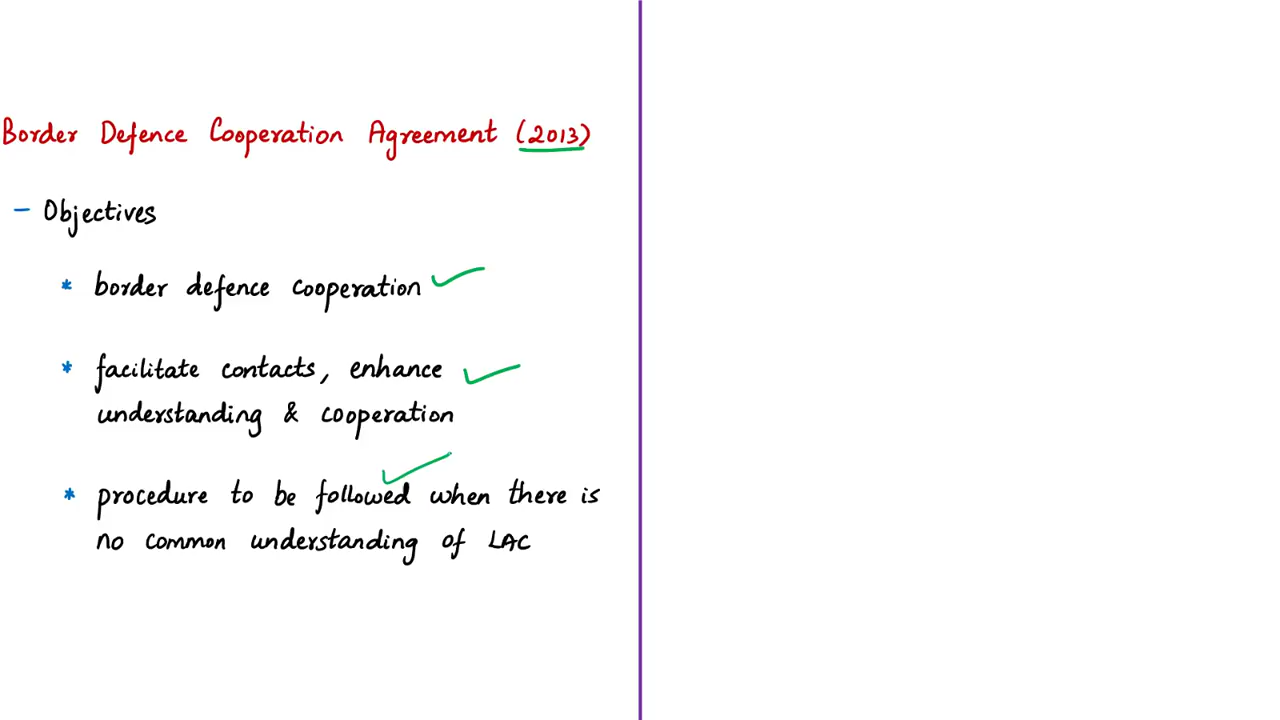 Border Defence Cooperation Agreement (2013)
- Objectives
* border defence cooperation
* facilitate contacts, enhance
understanding & cooperation
* procedure to be followed when there is
no common understanding of LAC